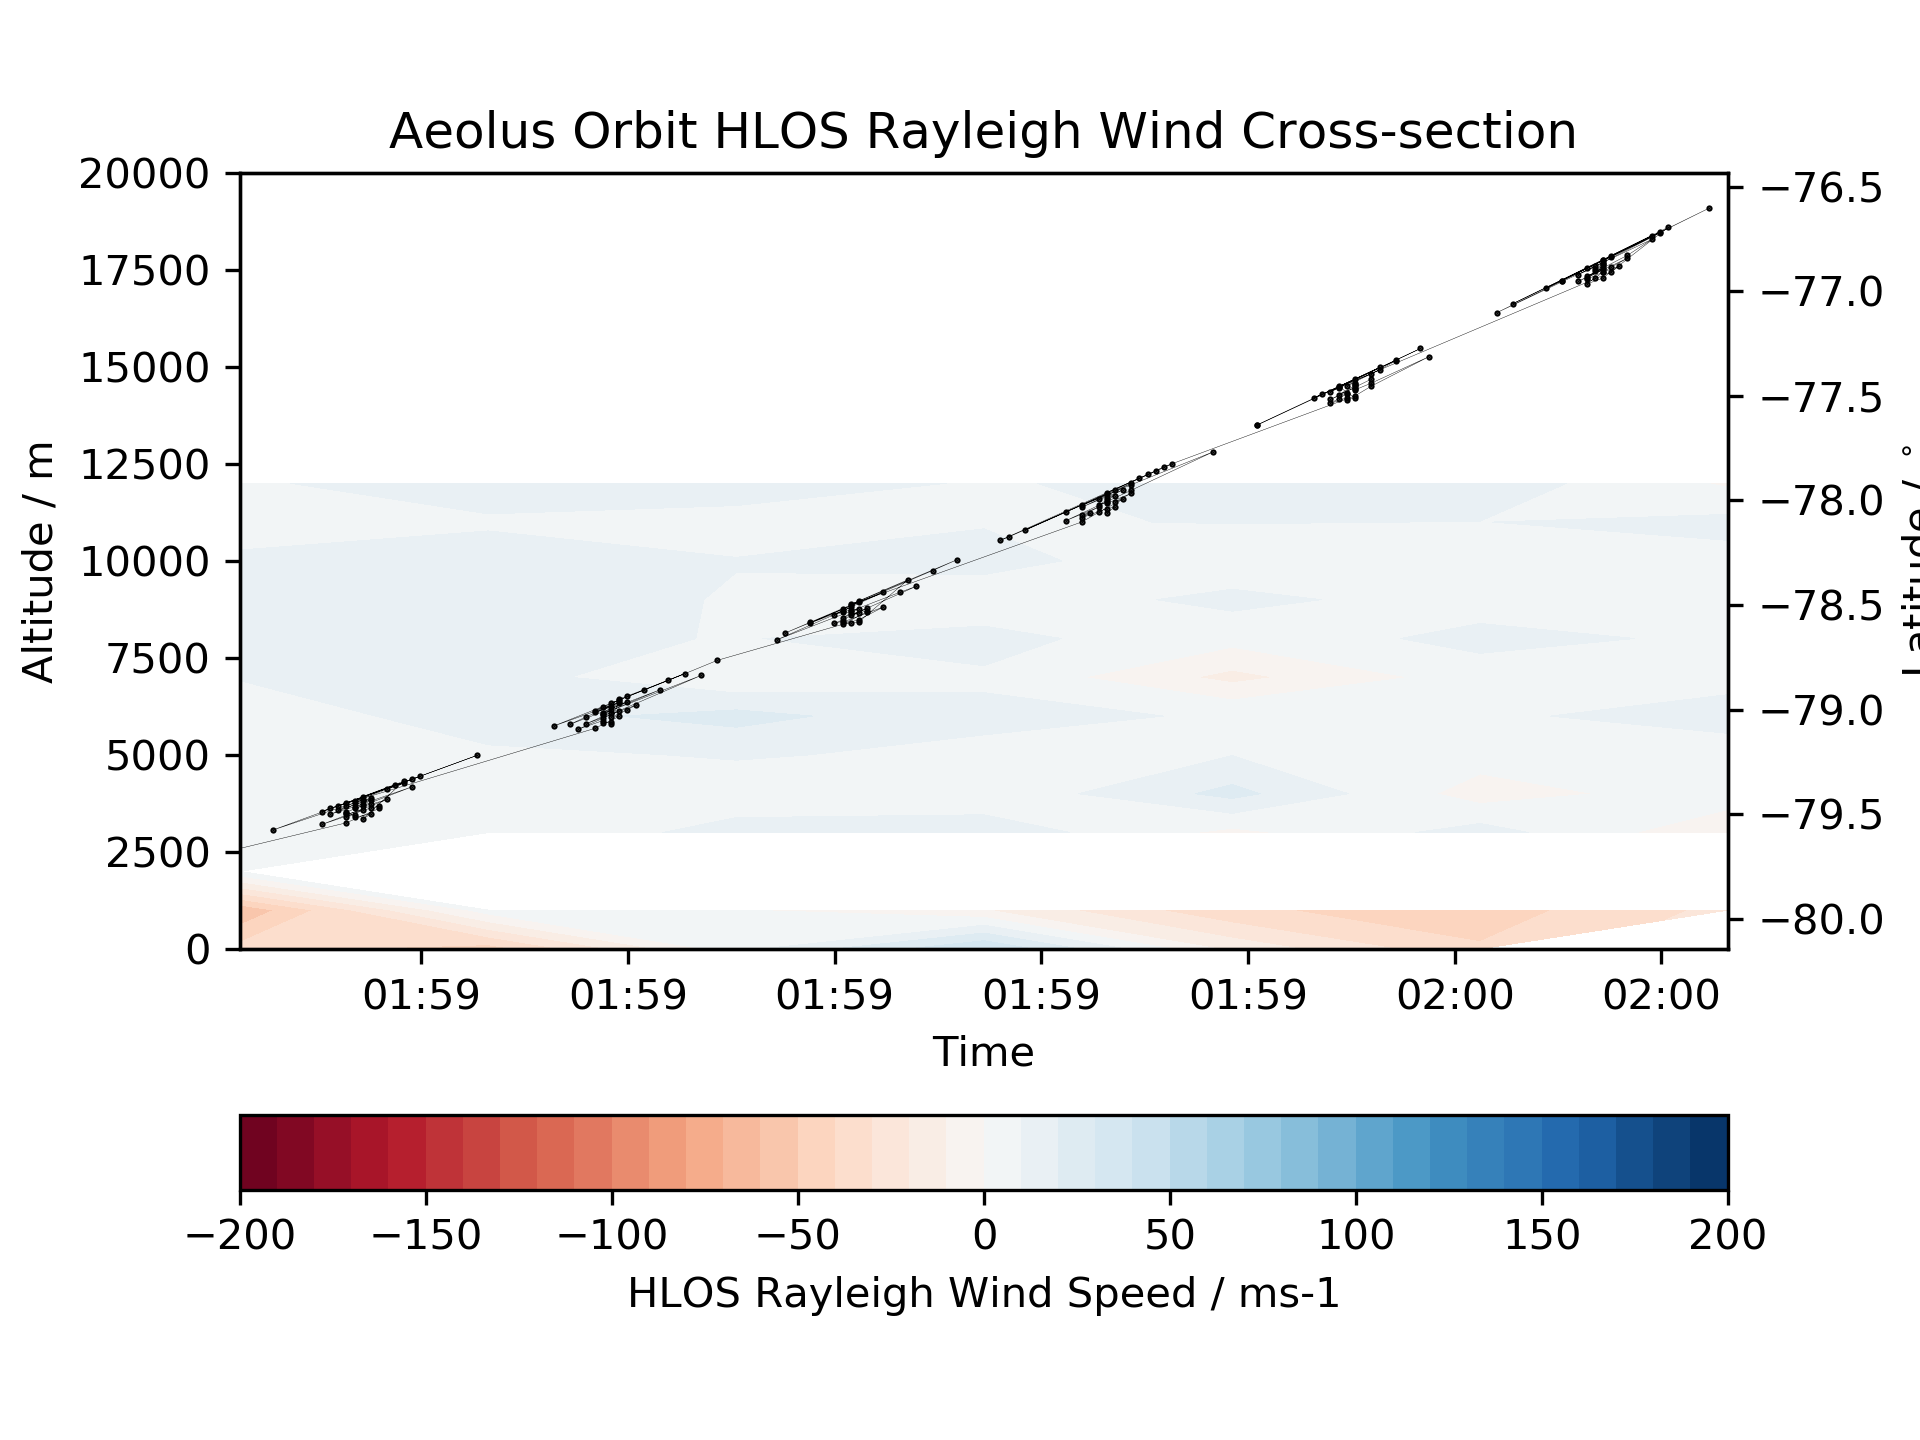 Aeolus Orbit HLOS Rayleigh Wind Cross-section
20000
17500
15000
12500
10000
7500
5000
2500
0
Altitude / m
−76.5
−77.0
−77.5
−78.0
−78.5
−79.0
−79.5
−80.0
Latitude / °
01:59 01:59 01:59 01:59 01:59 02:00 02:00
Time
−200 −150 −100 −50 0 50 100 150 200
HLOS Rayleigh Wind Speed / ms-1